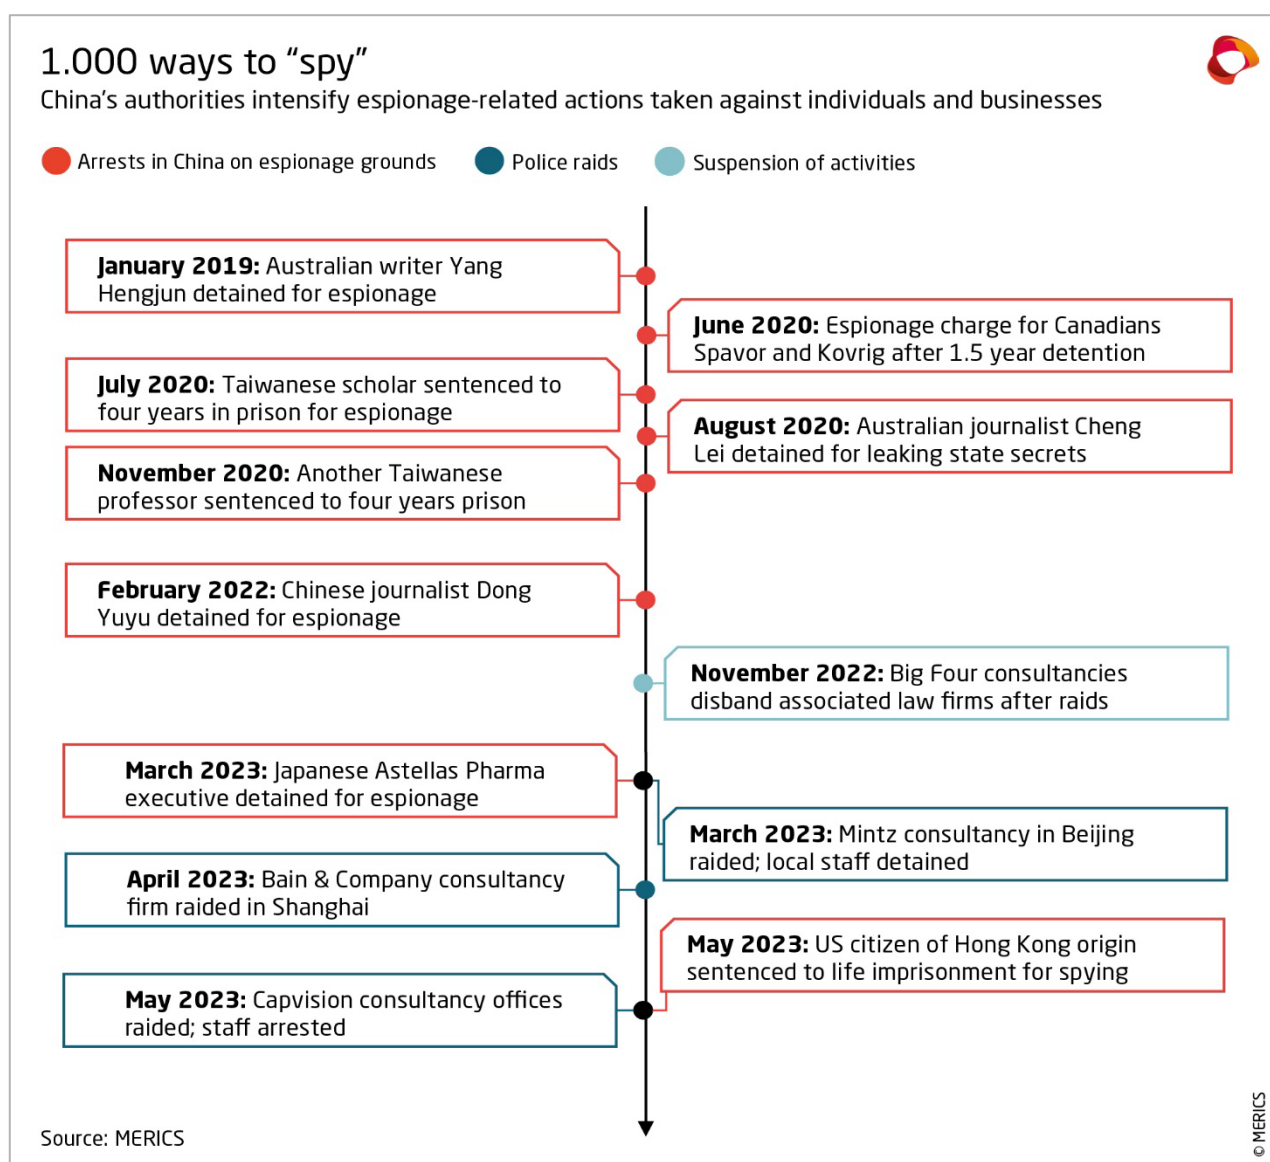 1.000 ways to “spy”
China’s authorities intensify espionage-related actions taken against individuals and businesses
Arrests in China on espionage grounds
Police raids
Suspension of activities
January 2019: Australian writer Yang
Hengjun detained for espionage
June 2020: Espionage charge for Canadians
Spavor and Kovrig after 1.5 year detention
July 2020: Taiwanese scholar sentenced to
four years in prison for espionage
August 2020: Australian journalist Cheng
Lei detained for leaking state secrets
November 2020: Another Taiwanese
professor sentenced to four years prison
February 2022: Chinese journalist Dong
Yuyu detained for espionage
November 2022: Big Four consultancies
disband associated law firms after raids
March 2023: Japanese Astellas Pharma
executive detained for espionage
March 2023: Mintz consultancy in Beijing
raided; local staff detained
April 2023: Bain & Company consultancy
firm raided in Shanghai
May 2023: US citizen of Hong Kong origin
sentenced to life imprisonment for spying
May 2023: Capvision consultancy offices
raided; staff arrested
Source: MERICS
© MERICS